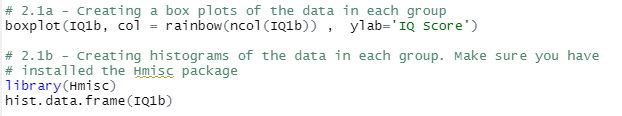 # 2.1a - Creating a box plots of the data in each group
boxplot(IQ1b, col = rainbow(ncol(IQ1b)) ,  ylab='IQ Score')
# 2.1b - Creating histograms of the data in each group. Make sure you have
# installed the Hmisc package
library(Hmisc)
hist.data.frame(IQ1b)